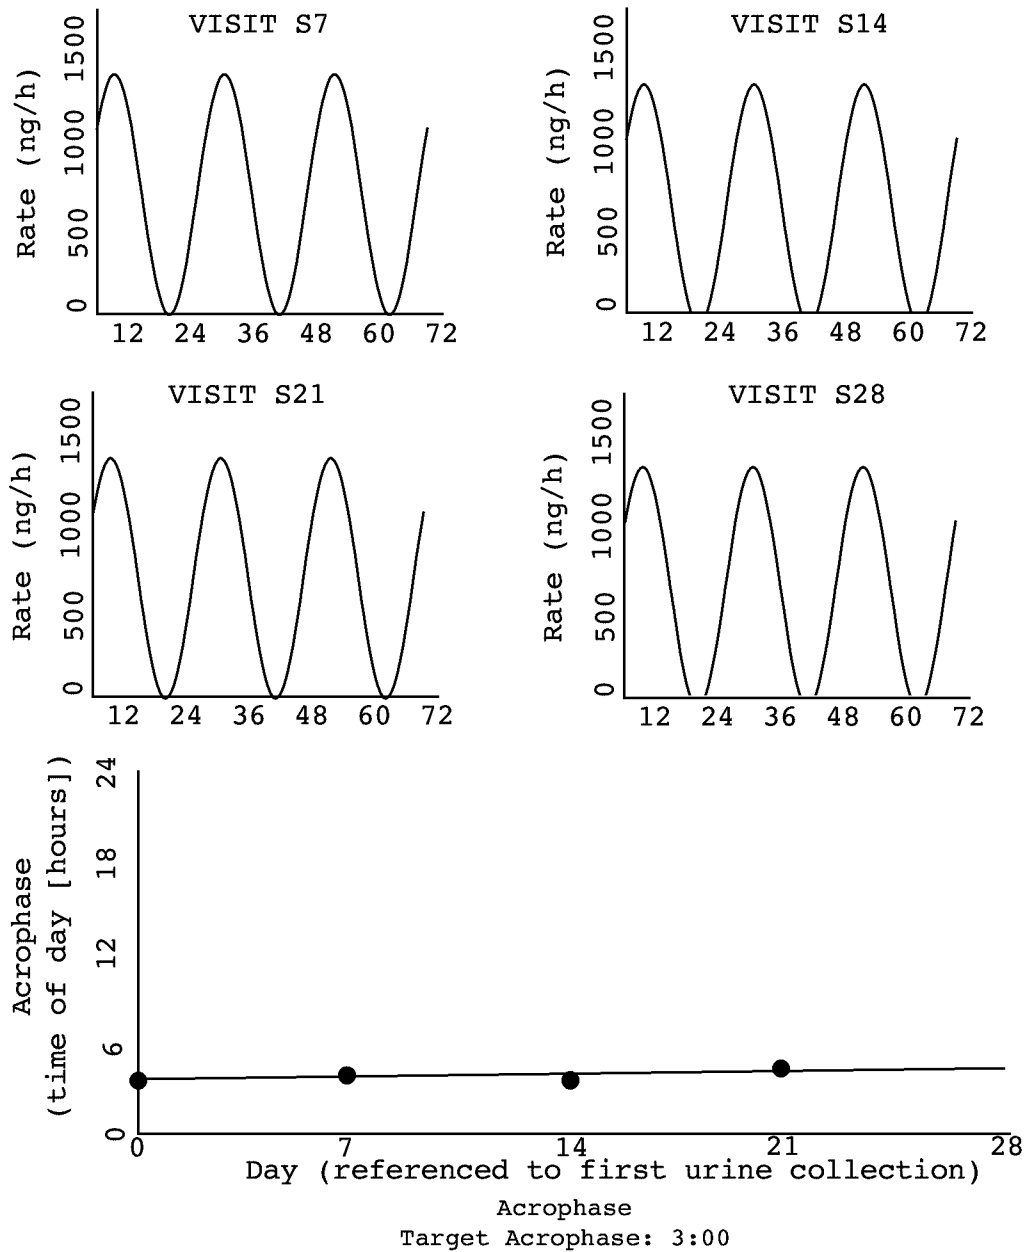 VISIT S7
Rate (ng/h)
1500
1000
500
0
12 24 36 48 60 72
VISIT S14
Rate (ng/h)
1500
1000
500
0
12 24 36 48 60 72
VISIT S21
Rate (ng/h)
1500
1000
500
0
12 24 36 48 60 72
VISIT S28
Rate (ng/h)
1500
1000
500
0
12 24 36 48 60 72
Acrophase
(time of day [hours])
24
18
12
6
0
0 7 14 21 28
Day (referenced to first urine collection)
Acrophase
Target Acrophase: 3:00